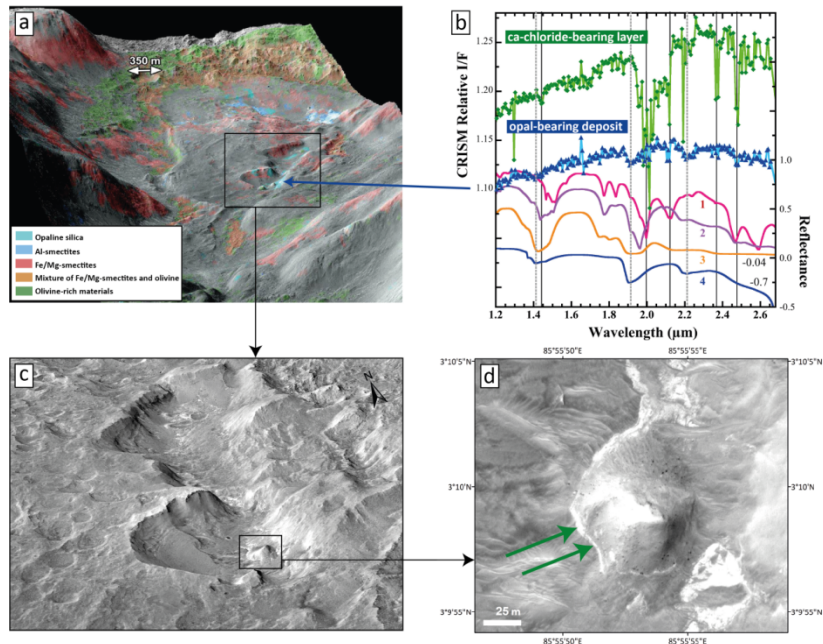 a
350 m
Opaline silica
Al-smectites
Fe/Mg-smectites
Mixture of Fe/Mg-smectites and olivine
Olivine-rich materials
b
ca-chloride-bearing layer
opal-bearing deposit
CRISM Relative I/F
1.25
1.20
1.15
1.10
1.0
0.5
0.0
-0.5
Reflectance
1
2
3
4
-0.04
-0.7
1.2 1.4 1.6 1.8 2.0 2.2 2.4 2.6
Wavelength (µm)
c
N
d
85°55'50"E 85°55'55"E
3°10'5"N 3°10'5"N
3°10'N 3°10'N
3°9'55"N 3°9'55"N
25 m
85°55'50"E 85°55'55"E